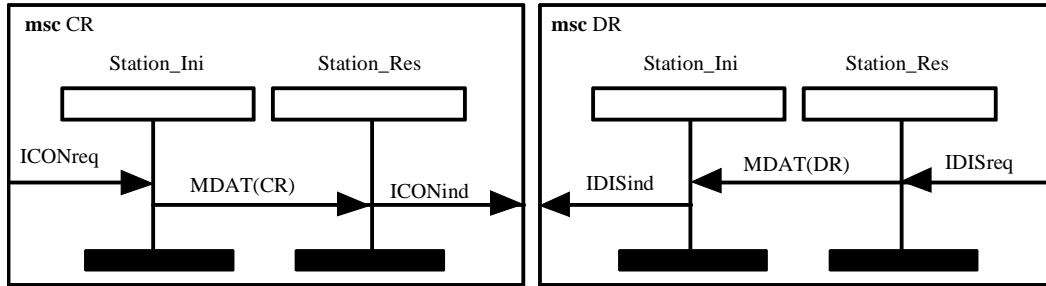 msc CR
Station_Ini
Station_Res
ICONreq
MDAT(CR)
ICONind
msc DR
Station_Ini
Station_Res
MDAT(DR)
IDISreq
IDISind